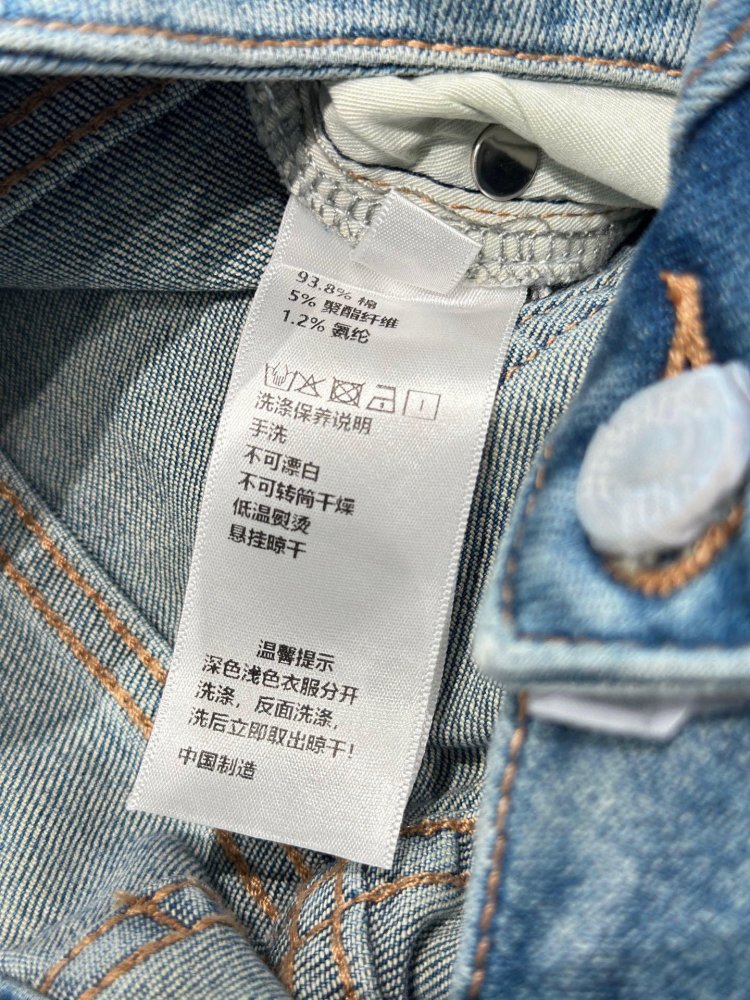 93.8% 棉
5% 聚酯纤维
1.2% 氨纶
洗涤保养说明
手洗
不可漂白
不可转筒干燥
低温熨烫
悬挂晾干
温馨提示
深色浅色衣服分开
洗涤，反面洗涤，
洗后立即取出晾干！
中国制造